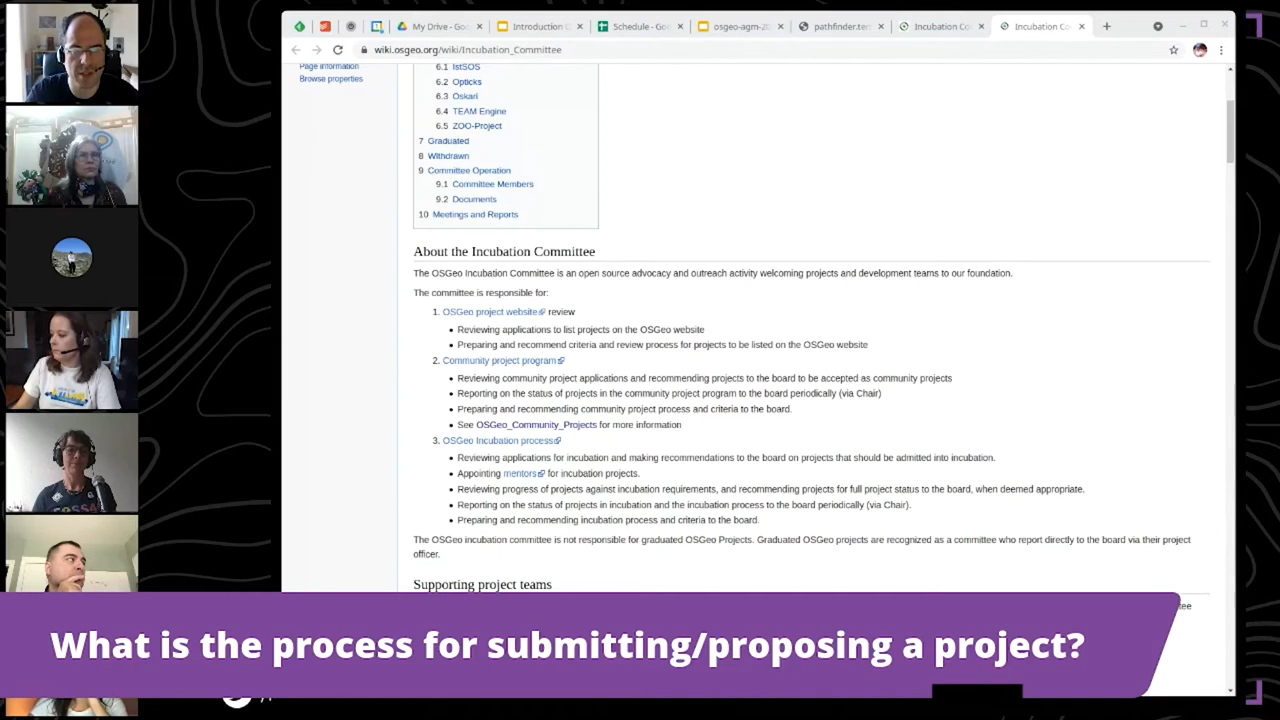 My Drive - Goo
Introduction C
Schedule - Goo
osgeo-agm-20
pathfinder.ter
Incubation Co
Incubation Co
wiki.osgeo.org/wiki/Incubation_Committee
Page information
Browse properties
6.1 istSOS
6.2 Opticks
6.3 Oskari
6.4 TEAM Engine
6.5 ZOO-Project
7 Graduated
8 Withdrawn
9 Committee Operation
9.1 Committee Members
9.2 Documents
10 Meetings and Reports
About the Incubation Committee
The OSGeo Incubation Committee is an open source advocacy and outreach activity welcoming projects and development teams to our foundation.
The committee is responsible for:
1. OSGeo project website review
• Reviewing applications to list projects on the OSGeo website
• Preparing and recommend criteria and review process for projects to be listed on the OSGeo website
2. Community project program
• Reviewing community project applications and recommending projects to the board to be accepted as community projects
• Reporting on the status of projects in the community project program to the board periodically (via Chair)
• Preparing and recommending community project process and criteria to the board.
• See OSGeo_Community_Projects for more information
3. OSGeo Incubation process
• Reviewing applications for incubation and making recommendations to the board on projects that should be admitted into incubation.
• Appointing mentors for incubation projects.
• Reviewing progress of projects against incubation requirements, and recommending projects for full project status to the board, when deemed appropriate.
• Reporting on the status of projects in incubation and the incubation process to the board periodically (via Chair).
• Preparing and recommending incubation process and criteria to the board.
The OSGeo incubation committee is not responsible for graduated OSGeo Projects. Graduated OSGeo projects are recognized as a committee who report directly to the board via their project
officer.
Supporting project teams
What is the process for submitting/proposing a project?